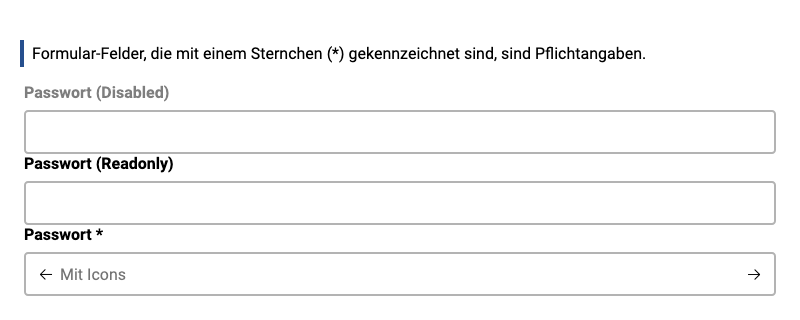 Formular-Felder, die mit einem Sternchen (*) gekennzeichnet sind, sind Pflichtangaben.
Passwort (Disabled)
Passwort (Readonly)
Passwort *
← Mit Icons →